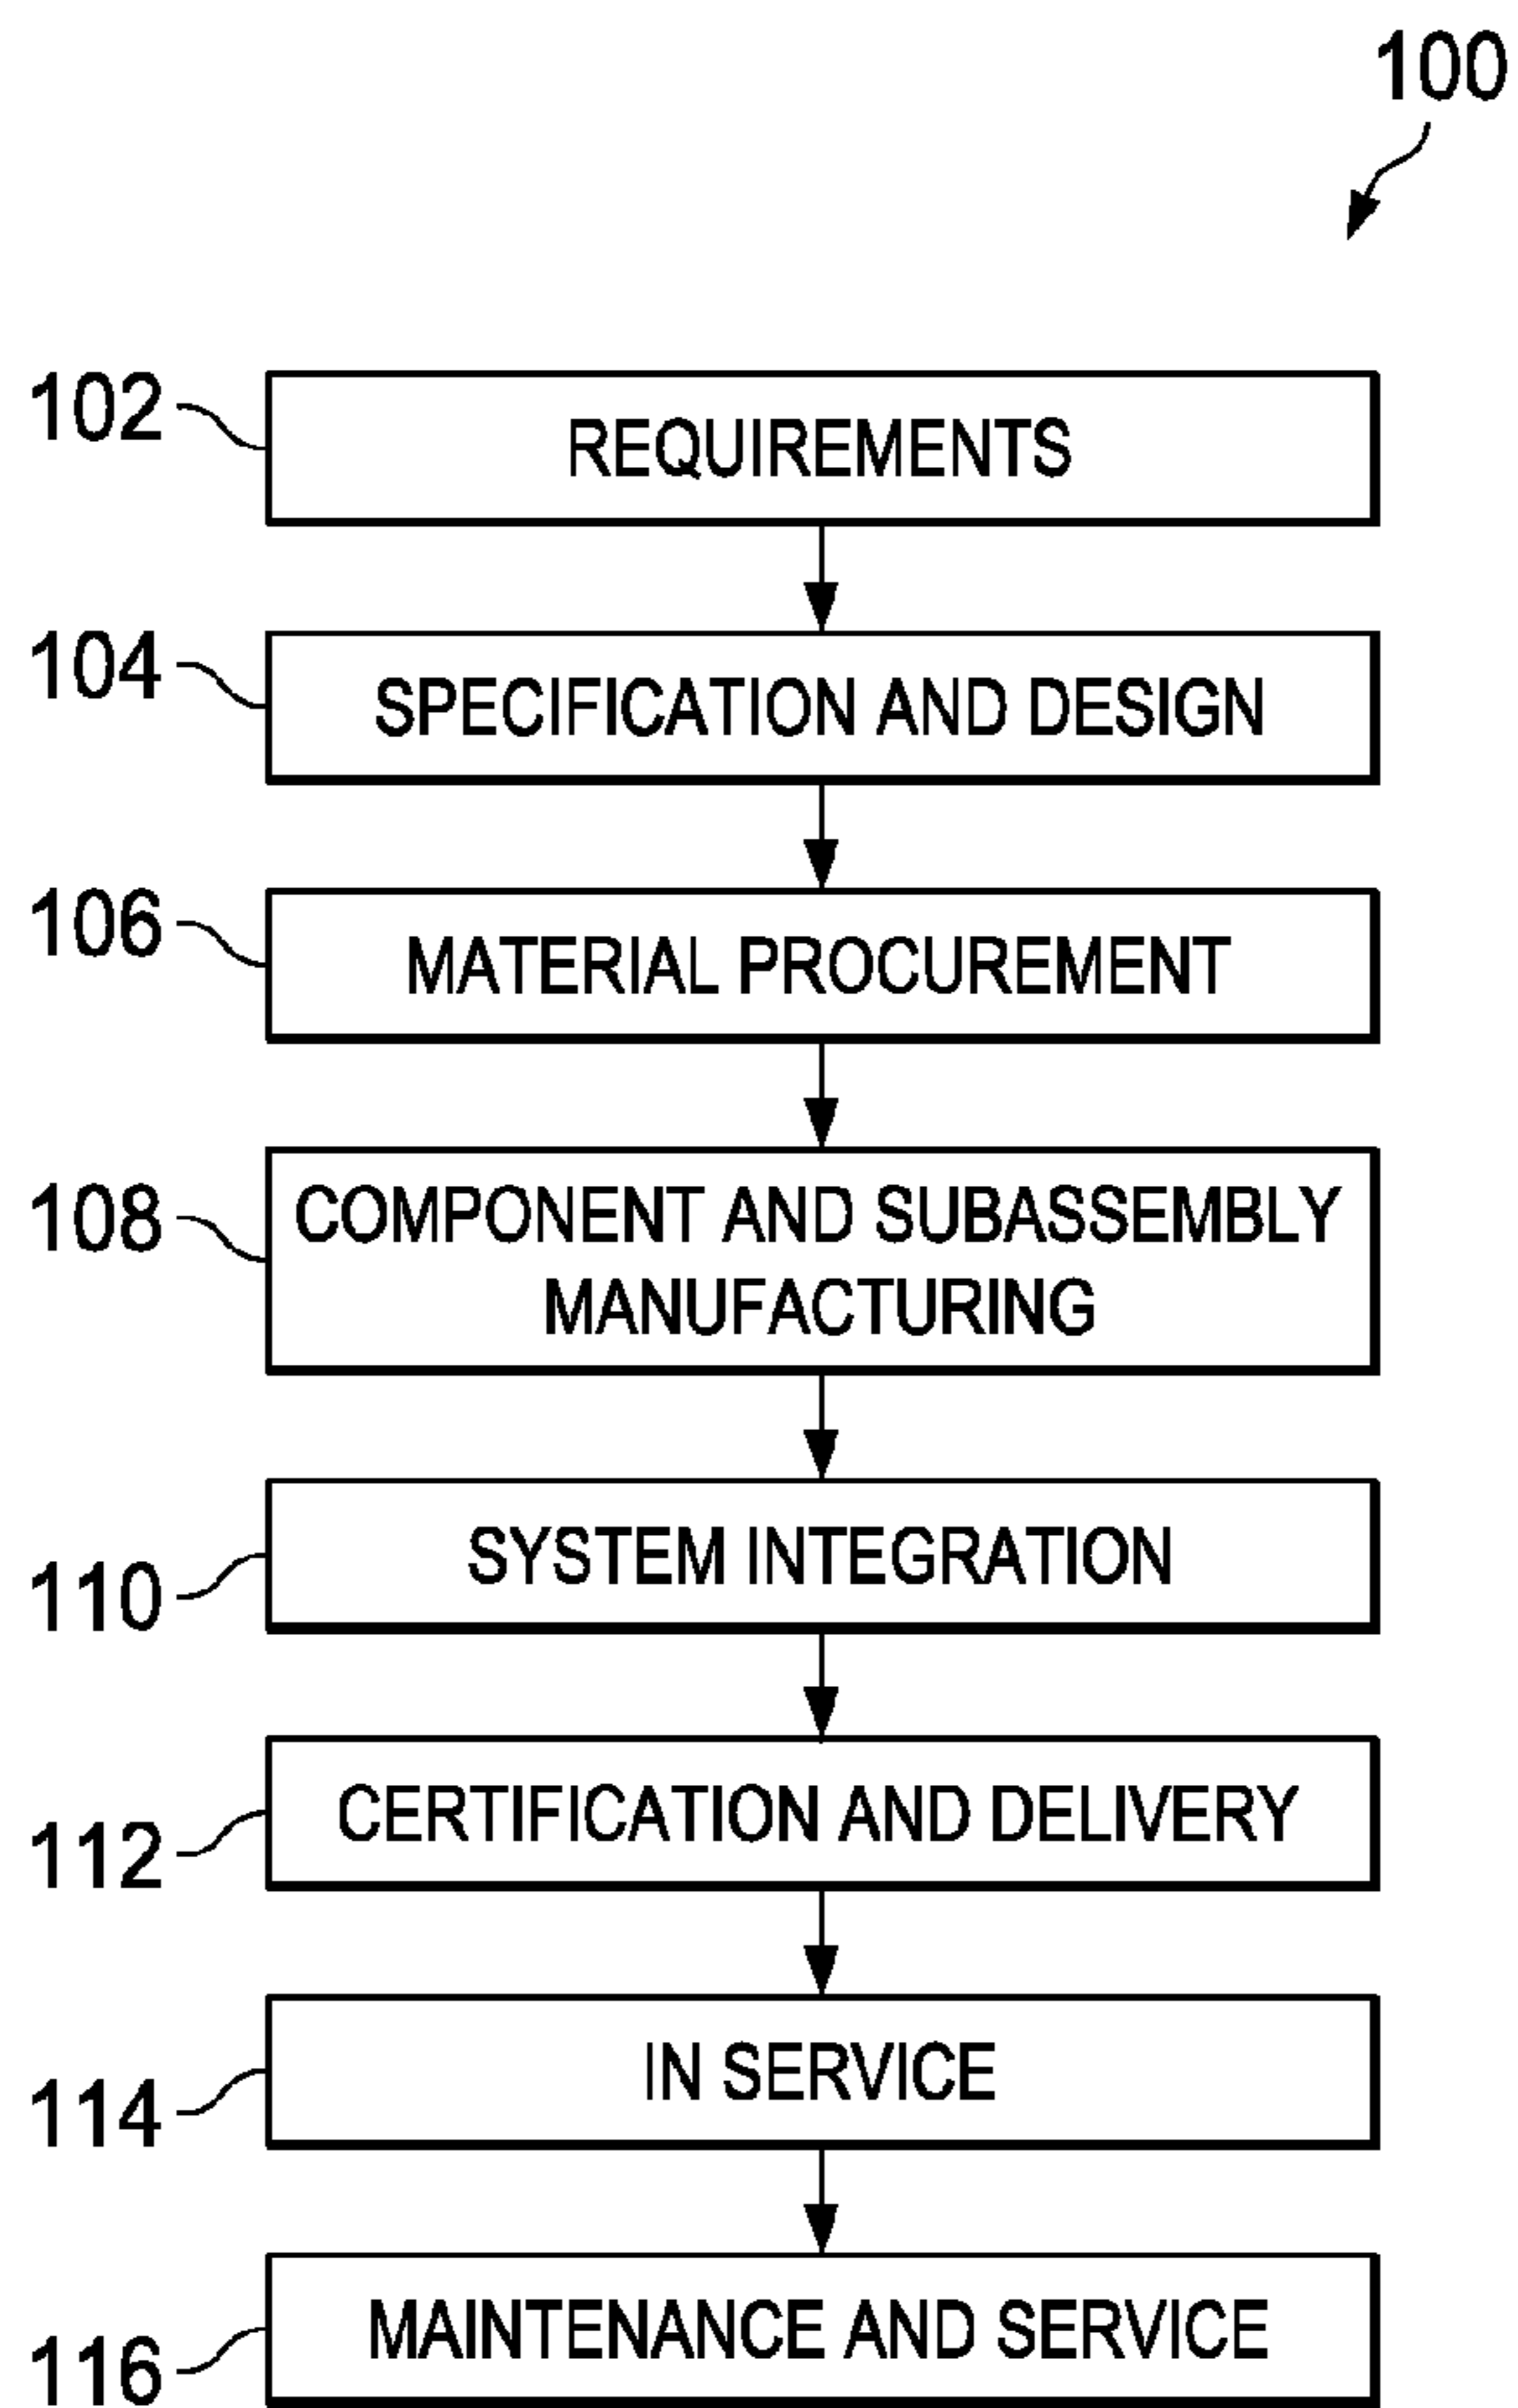 100
102
REQUIREMENTS
104
SPECIFICATION AND DESIGN
106
MATERIAL PROCUREMENT
108
COMPONENT AND SUBASSEMBLY
MANUFACTURING
110
SYSTEM INTEGRATION
112
CERTIFICATION AND DELIVERY
114
IN SERVICE
116
MAINTENANCE AND SERVICE